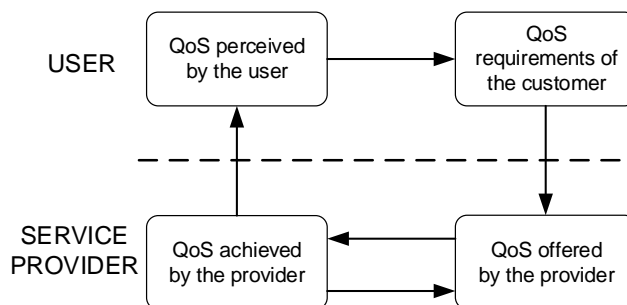 USER
QoS perceived
by the user
QoS
requirements of
the customer
SERVICE
PROVIDER
QoS achieved
by the provider
QoS offered
by the provider